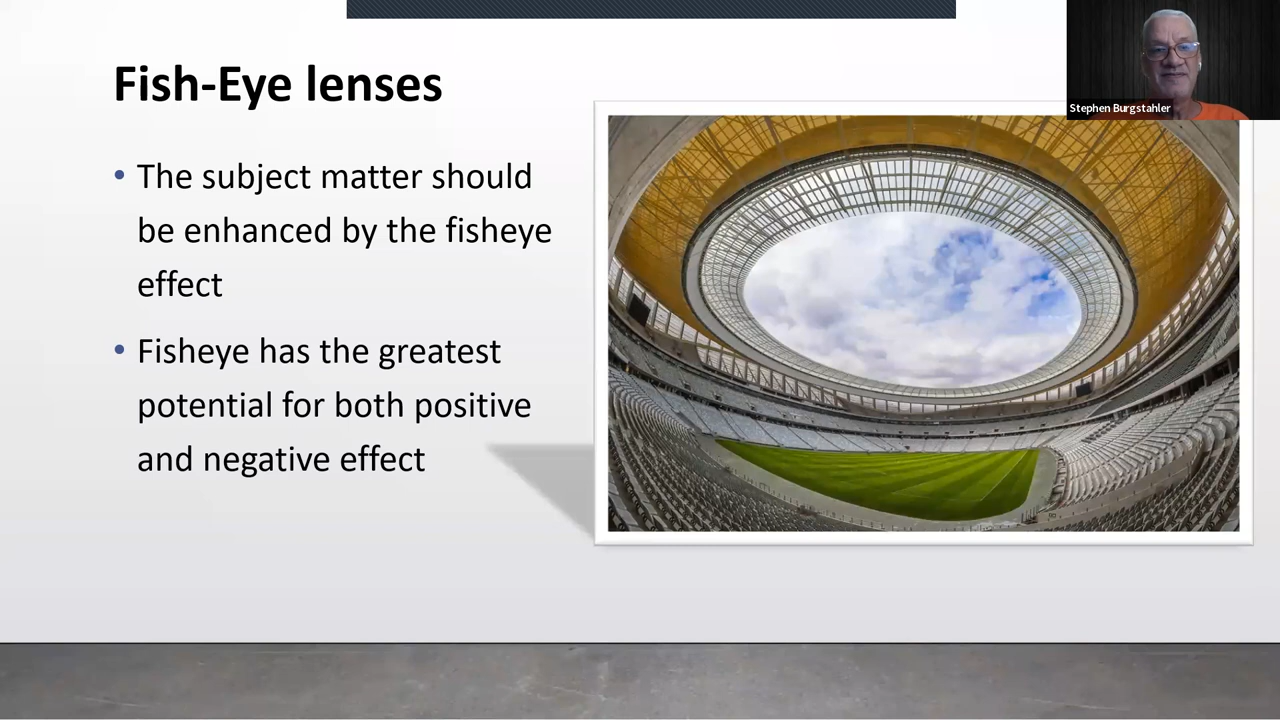 Fish-Eye lenses
Stephen Burgstahler
• The subject matter should
be enhanced by the fisheye
effect
• Fisheye has the greatest
potential for both positive
and negative effect